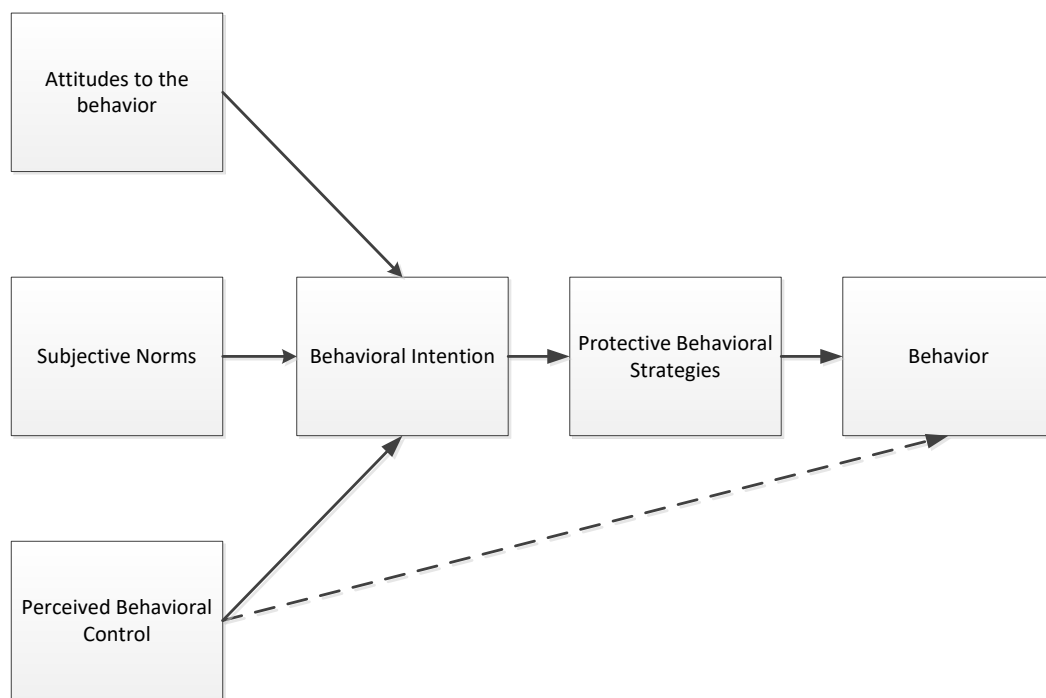 Attitudes to the
behavior
Subjective Norms
Behavioral Intention
Protective Behavioral
Strategies
Behavior
Perceived Behavioral
Control